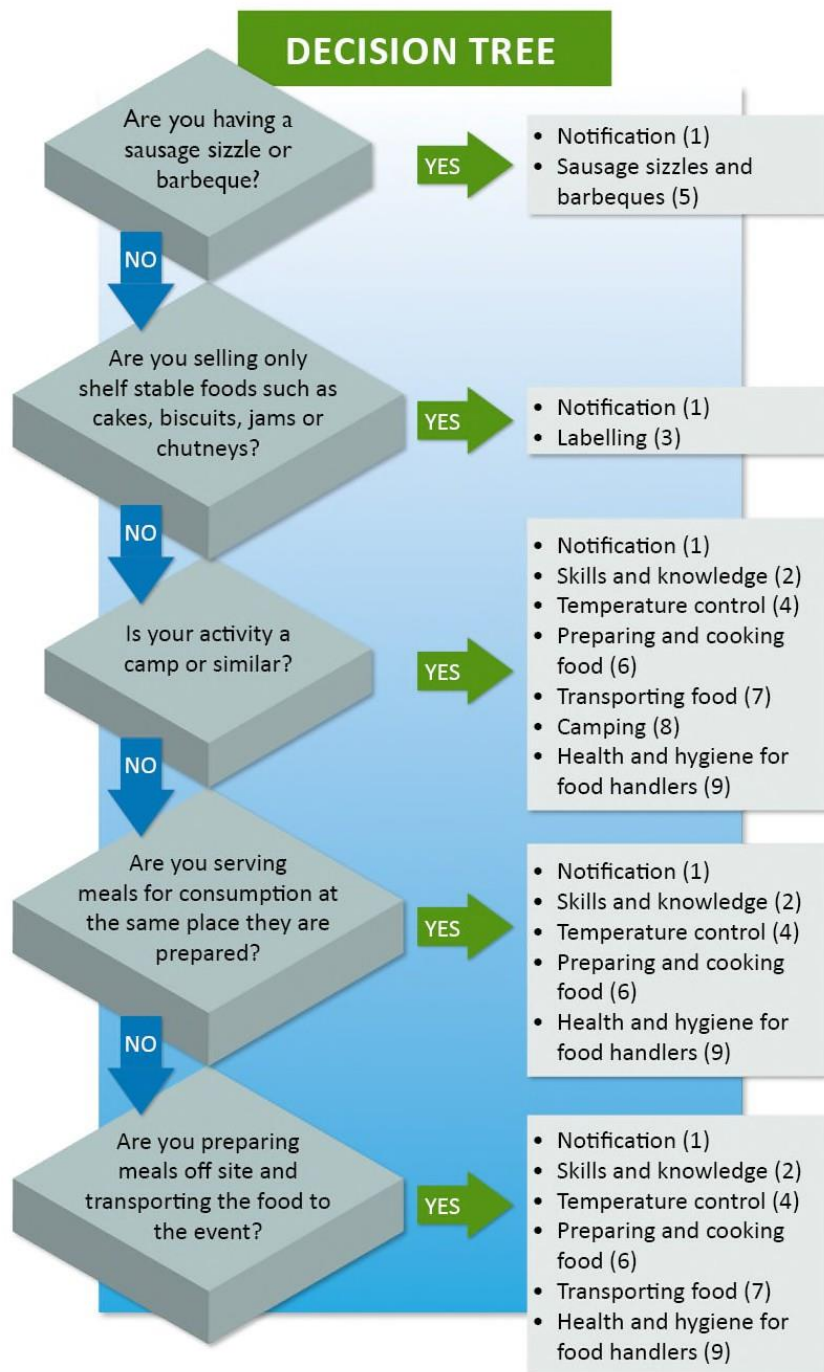 DECISION TREE
Are you having a
sausage sizzle or
barbeque?
YES
• Notification (1)
• Sausage sizzles and
barbeques (5)
NO
Are you selling only
shelf stable foods such as
cakes, biscuits, jams or
chutneys?
YES
• Notification (1)
• Labelling (3)
NO
Is your activity a
camp or similar?
YES
• Notification (1)
• Skills and knowledge (2)
• Temperature control (4)
• Preparing and cooking
food (6)
• Transporting food (7)
• Camping (8)
• Health and hygiene for
food handlers (9)
NO
Are you serving
meals for consumption at
the same place they are
prepared?
YES
• Notification (1)
• Skills and knowledge (2)
• Temperature control (4)
• Preparing and cooking
food (6)
• Health and hygiene for
food handlers (9)
NO
Are you preparing
meals off site and
transporting the food to
the event?
YES
• Notification (1)
• Skills and knowledge (2)
• Temperature control (4)
• Preparing and cooking
food (6)
• Transporting food (7)
• Health and hygiene for
food handlers (9)